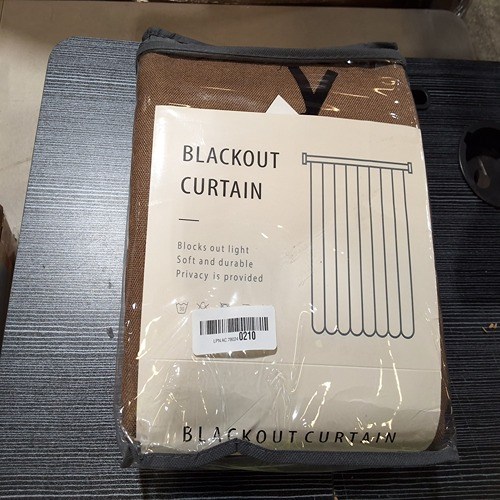 BLACKOUT
CURTAIN
Blocks out light
Soft and durable
Privacy is provided
0210
BLACKOUT CURTAIN